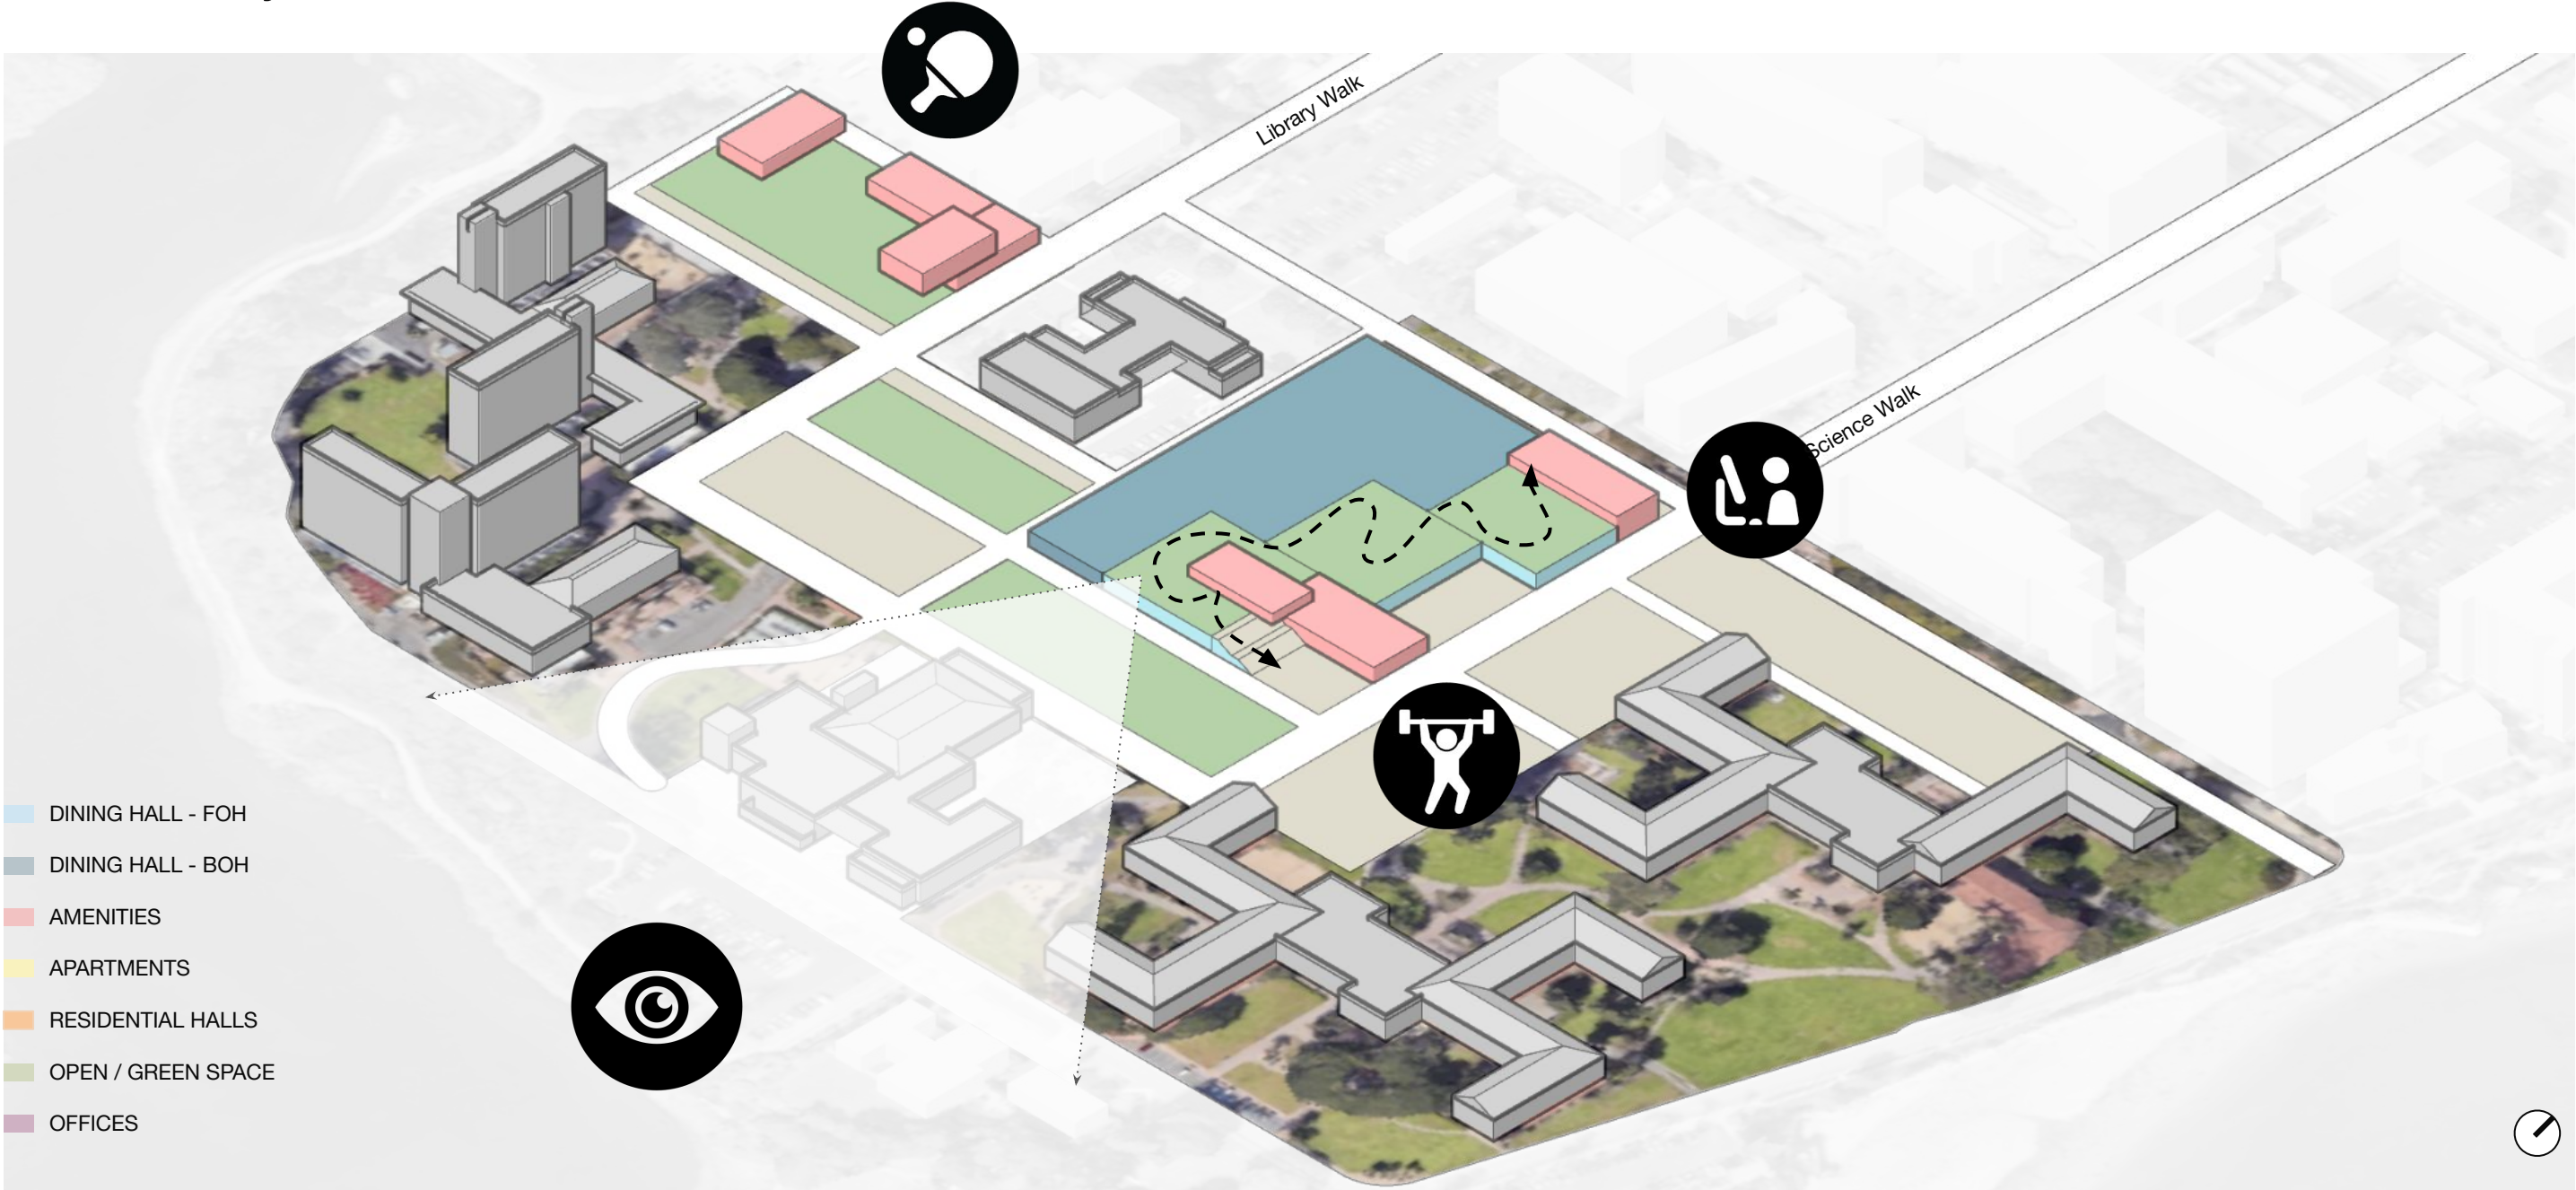 Library Walk
Science Walk
DINING HALL - FOH
DINING HALL - BOH
AMENITIES
APARTMENTS
RESIDENTIAL HALLS
OPEN / GREEN SPACE
OFFICES